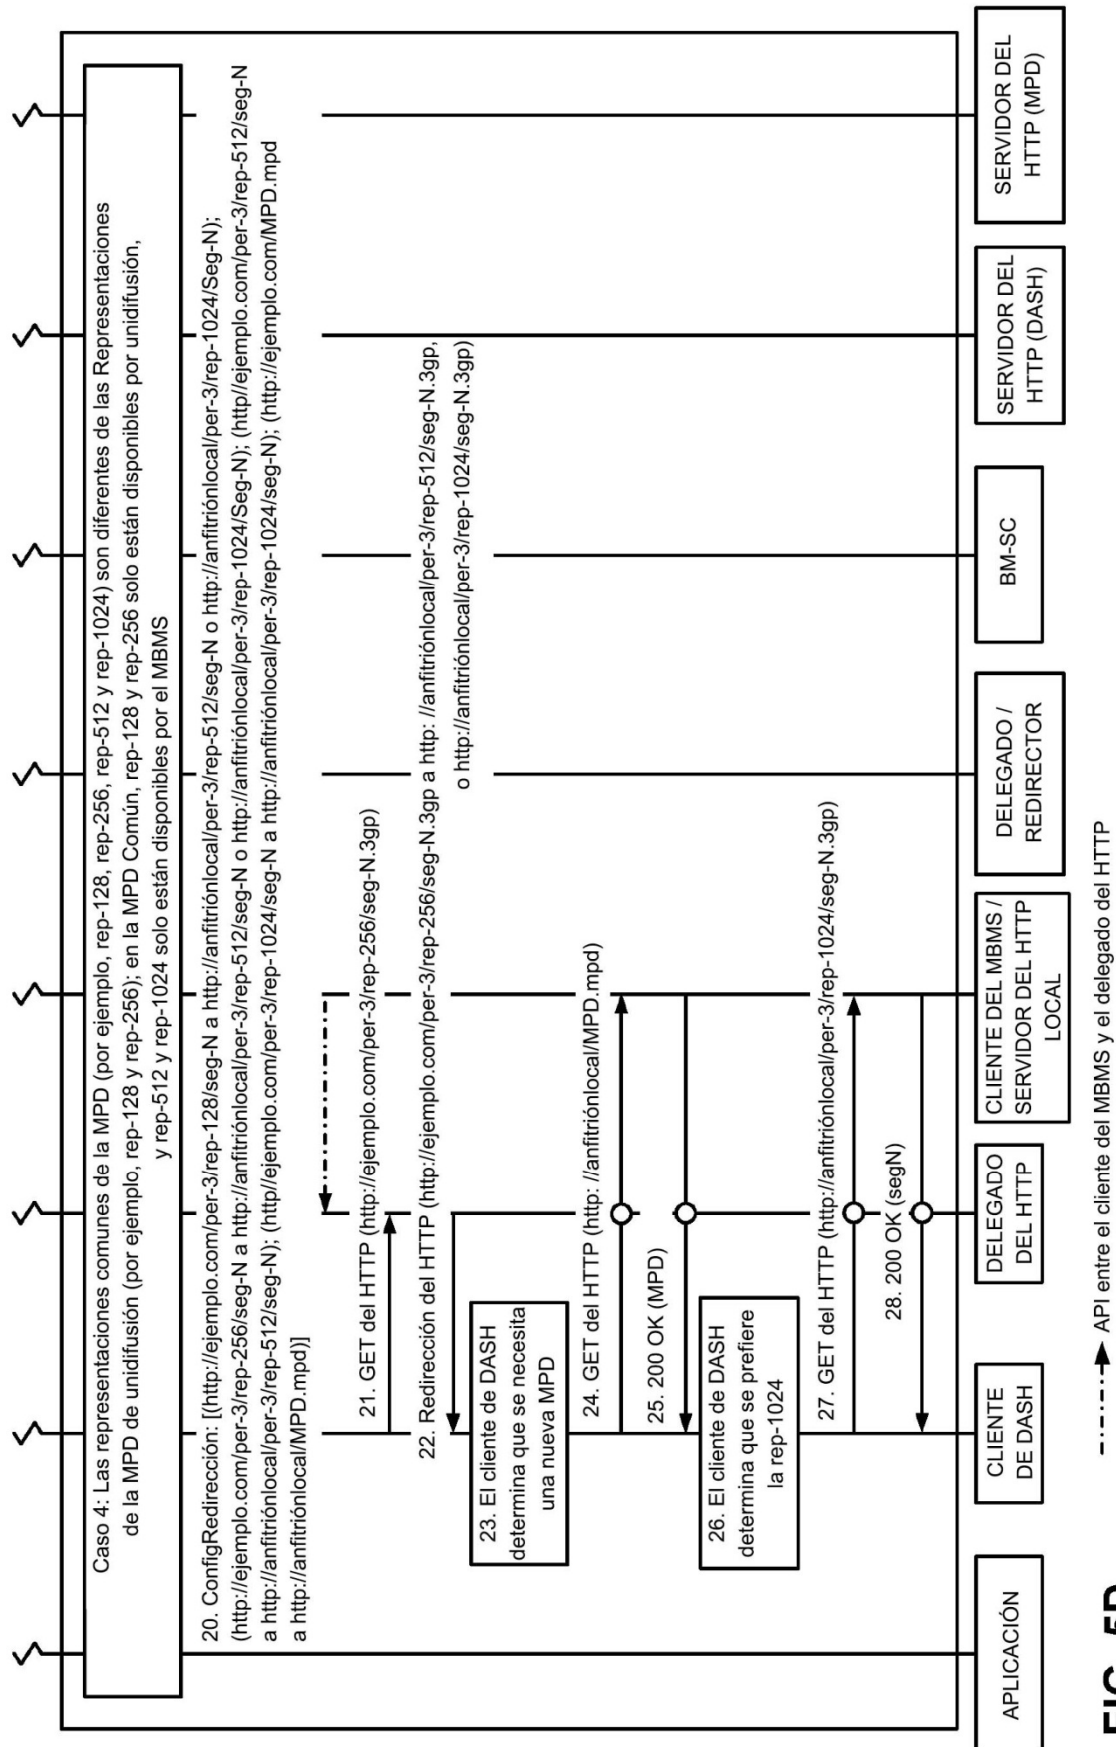 Caso 4: Las representaciones comunes de la MPD (por ejemplo, rep-128, rep-256, rep-512 y rep-1024) son diferentes de las Representaciones
de la MPD de unidifusión (por ejemplo, rep-128 y rep-256); en la MPD Común, rep-128 y rep-256 solo están disponibles por unidifusión,
y rep-512 y rep-1024 solo están disponibles por el MBMS
20. ConfigRedirección: [(http://ejemplo.com/per-3/rep-128/seg-N a http://anfitriónlocal/per-3/rep-512/seg-N o http://anfitriónlocal/per-3/rep-1024/Seg-N);
(http://ejemplo.com/per-3/rep-256/seg-N a http://anfitriónlocal/per-3/rep-512/seg-N o http://anfitriónlocal/per-3/rep-1024/Seg-N); (http//ejemplo.com/per-3/rep-512/seg-N
a http://anfitriónlocal/per-3/rep-512/seg-N); (http//ejemplo.com/per-3/rep-1024/seg-N a http://anfitriónlocal/per-3/rep-1024/seg-N); (http://ejemplo.com/MPD.mpd
a http://anfitriónlocal/MPD.mpd)]
21. GET del HTTP (http://ejemplo.com/per-3/rep-256/seg-N.3gp)
22. Redirección del HTTP (http://ejemplo.com/per-3/rep-256/seg-N.3gp a http: //anfitriónlocal/per-3/rep-512/seg-N.3gp,
o http://anfitriónlocal/per-3/rep-1024/seg-N.3gp)
23. El cliente de DASH
determina que se necesita
una nueva MPD
24. GET del HTTP (http: //anfitriónlocal/MPD.mpd)
25. 200 OK (MPD)
26. El cliente de DASH
determina que se prefiere
la rep-1024
27. GET del HTTP (http://anfitriónlocal/per-3/rep-1024/seg-N.3gp)
28. 200 OK (segN)
APLICACIÓN
CLIENTE
DE DASH
DELEGADO
DEL HTTP
CLIENTE DEL MBMS /
SERVIDOR DEL HTTP
LOCAL
DELEGADO /
REDIRECTOR
BM-SC
SERVIDOR DEL
HTTP (DASH)
SERVIDOR DEL
HTTP (MPD)
API entre el cliente del MBMS y el delegado del HTTP
FIG. 5D